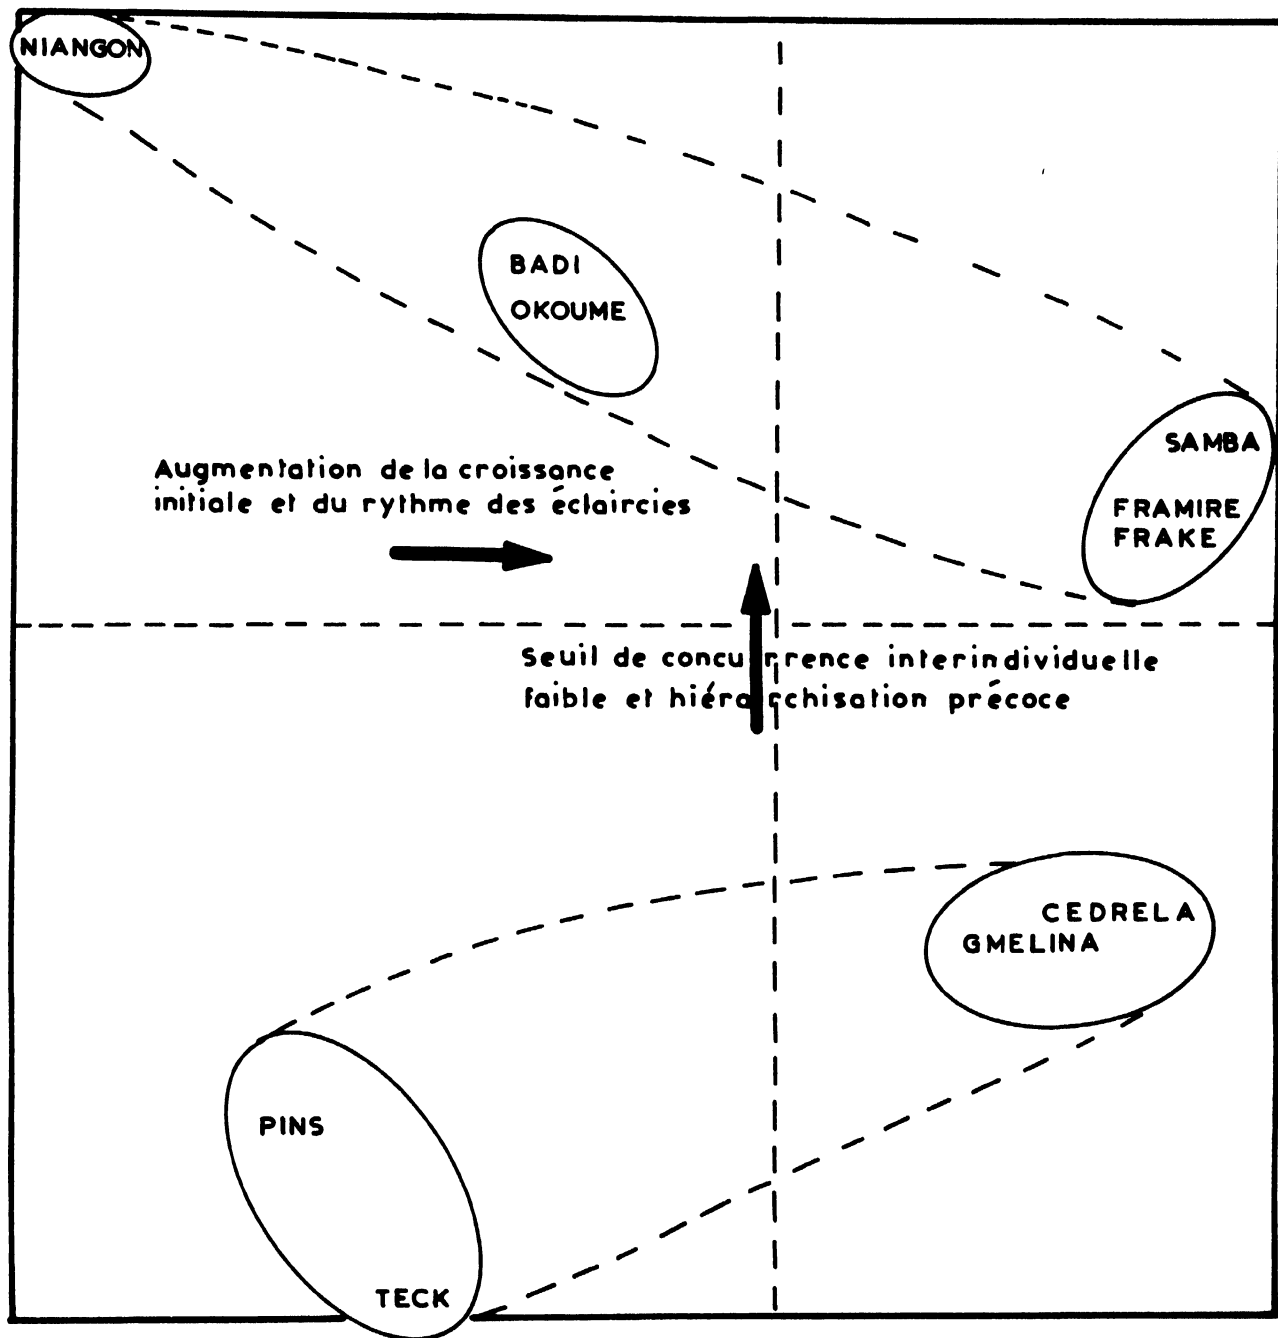 NIANGON
BADI
OKOUME
SAMBA
FRAMIRE
FRAKE
Augmentation de la croissance
initiale et du rythme des éclaircies
Seuil de concurrence interindividuelle
faible et hiérarchisation précoce
CEDRELA
GMELINA
PINS
TECK